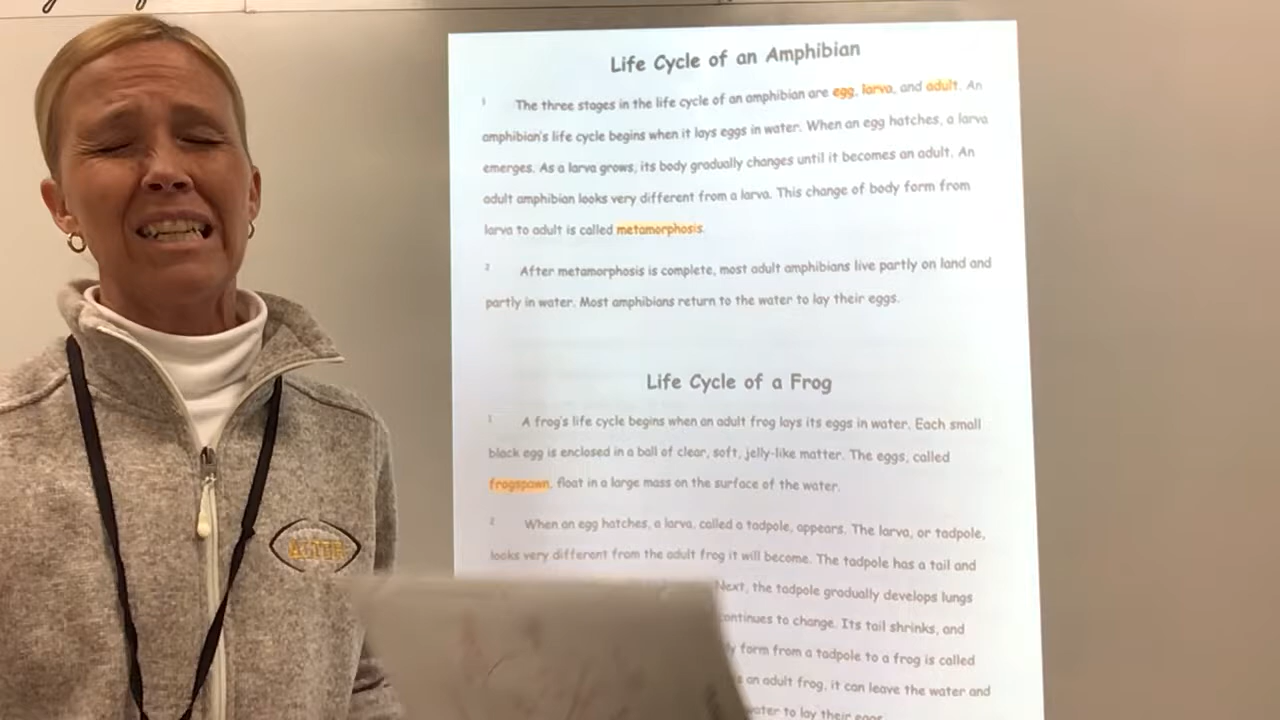 Life Cycle of an Amphibian
1 The three stages in the life cycle of an amphibian are egg, larva, and adult. An
amphibian's life cycle begins when it lays eggs in water. When an egg hatches, a larva
emerges. As a larva grows, its body gradually changes until it becomes an adult. An
adult amphibian looks very different from a larva. This change of body form from
larva to adult is called metamorphosis.
2 After metamorphosis is complete, most adult amphibians live partly on land and
partly in water. Most amphibians return to the water to lay their eggs.
Life Cycle of a Frog
1 A frog's life cycle begins when an adult frog lays its eggs in water. Each small
black egg is enclosed in a ball of clear, soft, jelly-like matter. The eggs, called
frogspawn, float in a large mass on the surface of the water.
2 When an egg hatches, a larva, called a tadpole, appears. The larva, or tadpole,
looks very different from the adult frog it will become. The tadpole has a tail and
Next, the tadpole gradually develops lungs
continues to change. Its tail shrinks, and
form from a tadpole to a frog is called
an adult frog, it can leave the water and
water to lay their eggs